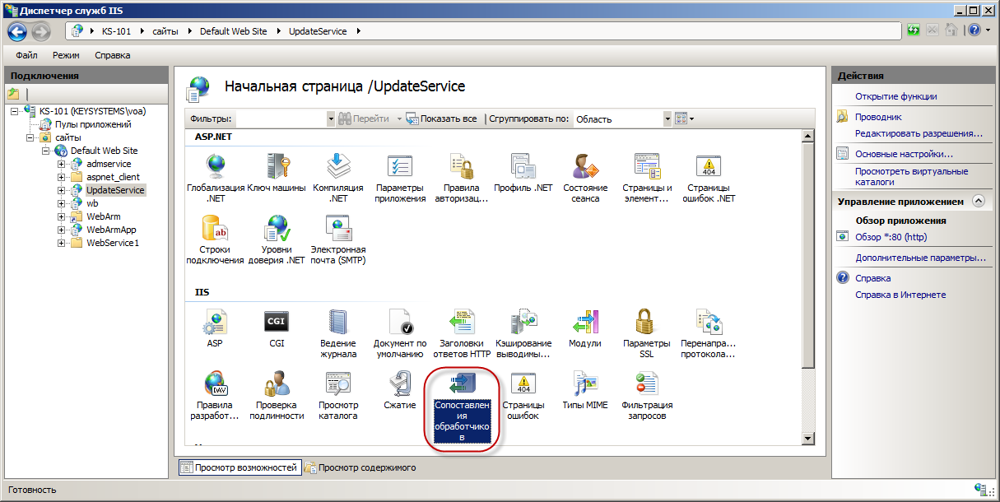 Диспетчер служб IIS
KS-101
сайты
Default Web Site
UpdateService
Файл
Режим
Справка
Подключения
KS-101 (KEYSYSTEMS\voa)
Пулы приложений
сайты
Default Web Site
admservice
aspnet_client
UpdateService
wb
WebArm
WebArmApp
WebService1
Начальная страница /UpdateService
Фильтры:
Перейти
Показать все
Сгруппировать по:
Область
ASP.NET
Глобализация
.NET
Ключ машины
Компиляция
.NET
Параметры
приложения
Правила
авторизац...
Профиль .NET
Состояние
сеанса
Страницы и
элемент...
Страницы
ошибок .NET
Строки
подключения
Уровни
доверия .NET
Электронная
почта (SMTP)
IIS
ASP
CGI
CGI
Ведение
журнала
Документ по
умолчанию
Заголовки
ответов HTTP
Кэширование
выводимы...
Модули
Параметры
SSL
Перенапра...
протокола...
Правила
разработ...
Проверка
подлинности
Просмотр
каталога
Сжатие
Сопоставлен
ия
обработчико
в
Страницы
ошибок
Типы MIME
Фильтрация
запросов
Просмотр возможностей
Просмотр содержимого
Действия
Открытие функции
Проводник
Редактировать разрешения...
Основные настройки...
Просмотреть виртуальные
каталоги
Управление приложением
Обзор приложения
Обзор *:80 (http)
Дополнительные параметры...
Справка
Справка в Интернете
Готовность